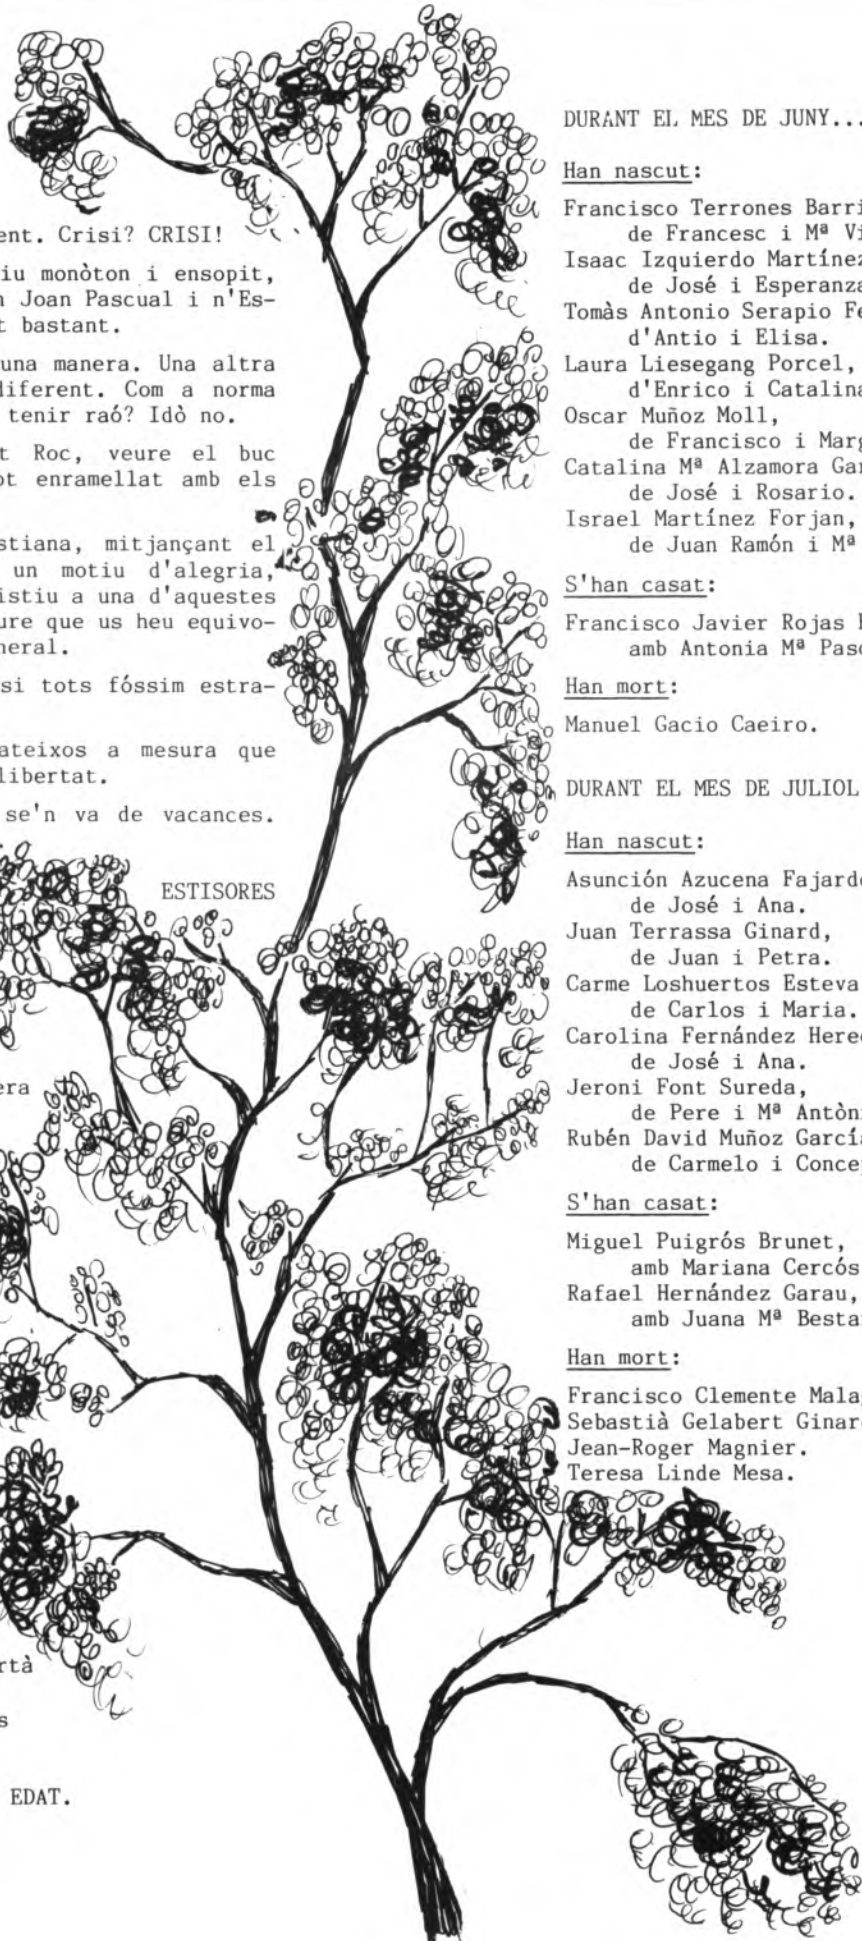 ent. Crisi? CRISI!
iu monòton i ensopit,
n Joan Pascual i n'Es-
t bastant.
una manera. Una altra
diferent. Com a norma
tenir raó? Idò no.
t Roc, veure el buc
ot enramellat amb els
stiana, mitjançant el
un motiu d'alegria,
istiu a una d'aquestes
ure que us heu equivo-
neral.
si tots fóssim estra-
ateixos a mesura que
libertat.
se'n va de vacances.
ESTISORES
era
rtà
s
EDAT.
DURANT EL MES DE JUNY...
Han nascut:
Francisco Terrones Barri
de Francesc i Mª Vi
Isaac Izquierdo Martínez
de José i Esperanza
Tomàs Antonio Serapio Fe
d'Antio i Elisa.
Laura Liesegang Porcel,
d'Enrico i Catalina
Oscar Muñoz Moll,
de Francisco i Marg
Catalina Mª Alzamora Gar
de José i Rosario.
Israel Martínez Forjan,
de Juan Ramón i Mª
S'han casat:
Francisco Javier Rojas
amb Antonia Mª Pasc
Han mort:
Manuel Gacio Caeiro.
DURANT EL MES DE JULIOL
Han nascut:
Asunción Azucena Fajardo
de José i Ana.
Juan Terrassa Ginard,
de Juan i Petra.
Carme Loshuertos Esteva
de Carlos i Maria.
Carolina Fernández Hered
de José i Ana.
Jeroni Font Sureda,
de Pere i Mª Antòni
Rubén David Muñoz García
de Carmelo i Concep
S'han casat:
Miguel Puigrós Brunet,
amb Mariana Cercós
Rafael Hernández Garau,
amb Juana Mª Bestar
Han mort:
Francisco Clemente Malag
Sebastià Gelabert Ginard
Jean-Roger Magnier.
Teresa Linde Mesa.